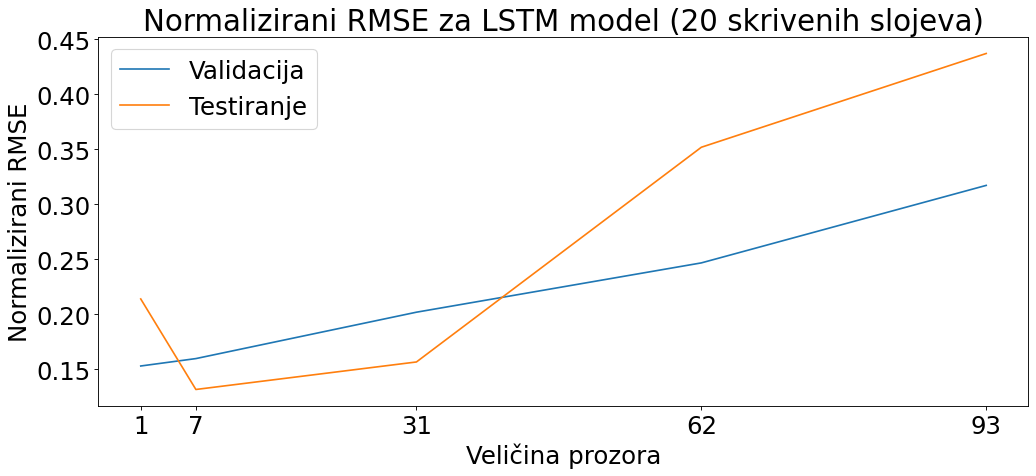 Normalizirani RMSE za LSTM model (20 skrivenih slojeva)
Normalizirani RMSE
0.45
0.40
0.35
0.30
0.25
0.20
0.15
Validacija
Testiranje
1 7 31 62 93
Veličina prozora